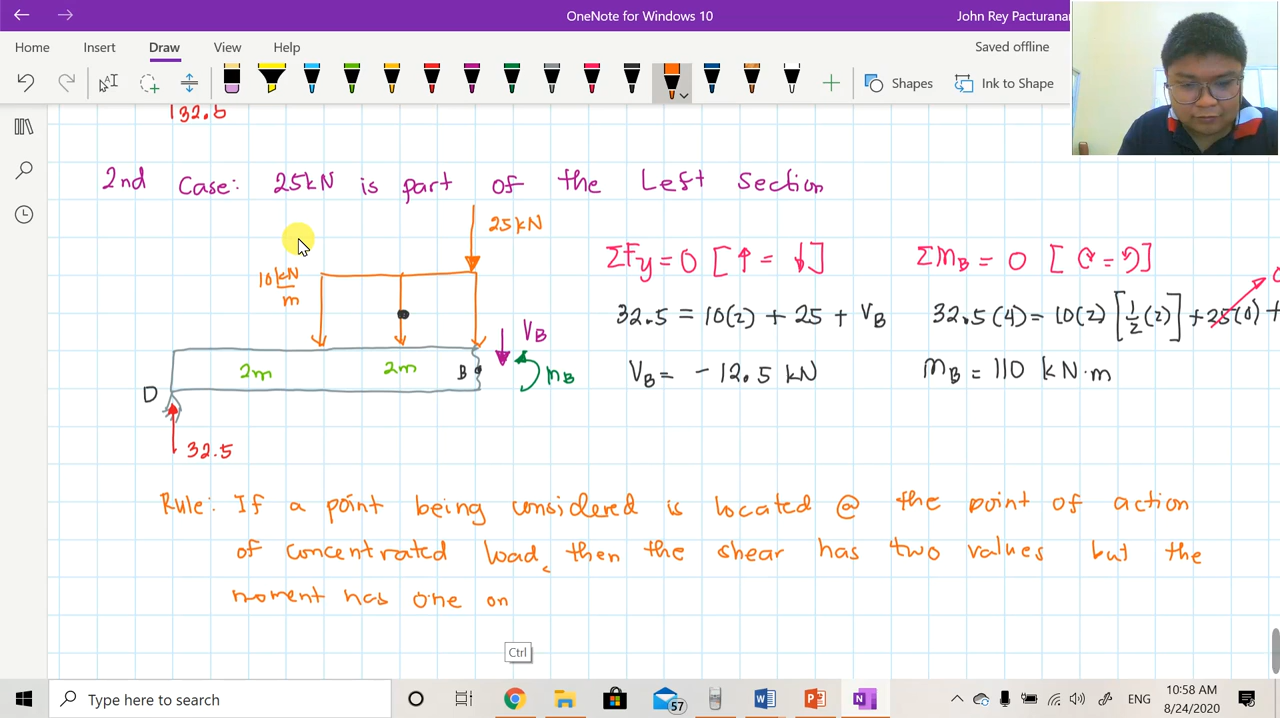 OneNote for Windows 10
John Rey Pacturanan
Home Insert Draw View Help
Saved offline
Shapes Ink to Shape
132.5
2nd Case: 25kN is part of the Left Section
25kN
10 kN
m
ΣFy = 0 [↑ = ↓]
ΣMB = 0 [↷ = ↶]
0
32.5 = 10(2) + 25 + VB
32.5(4) = 10(2)[½(2)] + 25(0) +
VB
2m
2m
B
MB
VB = -12.5 kN
MB = 110 kN·m
D
32.5
Rule: If a point being considered is located @ the point of action
of concentrated load, then the shear has two values but the
moment has one on
Ctrl
Type here to search
57
ENG
10:58 AM
8/24/2020